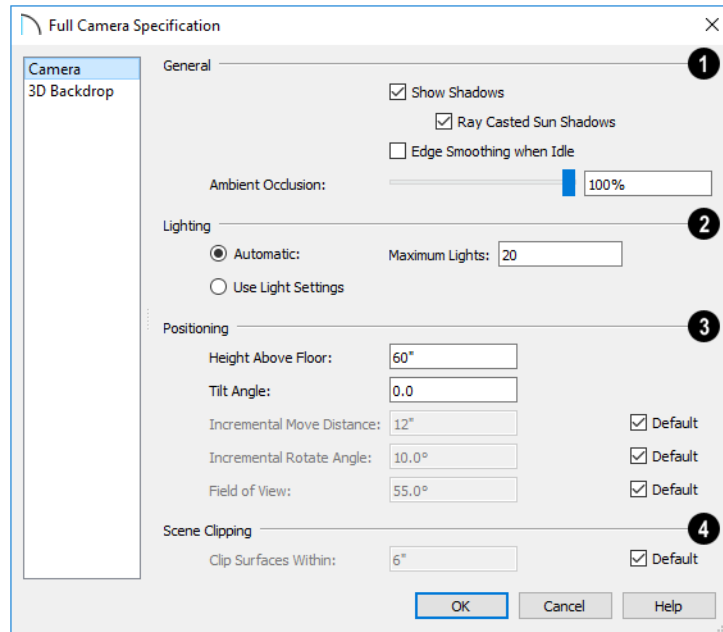 Full Camera Specification
Camera
3D Backdrop
General
1
Show Shadows
Ray Casted Sun Shadows
Edge Smoothing when Idle
Ambient Occlusion: 100%
Lighting
2
Automatic: Maximum Lights: 20
Use Light Settings
Positioning
3
Height Above Floor: 60"
Tilt Angle: 0.0
Incremental Move Distance: 12" Default
Incremental Rotate Angle: 10.0° Default
Field of View: 55.0° Default
Scene Clipping
4
Clip Surfaces Within: 6" Default
OK Cancel Help